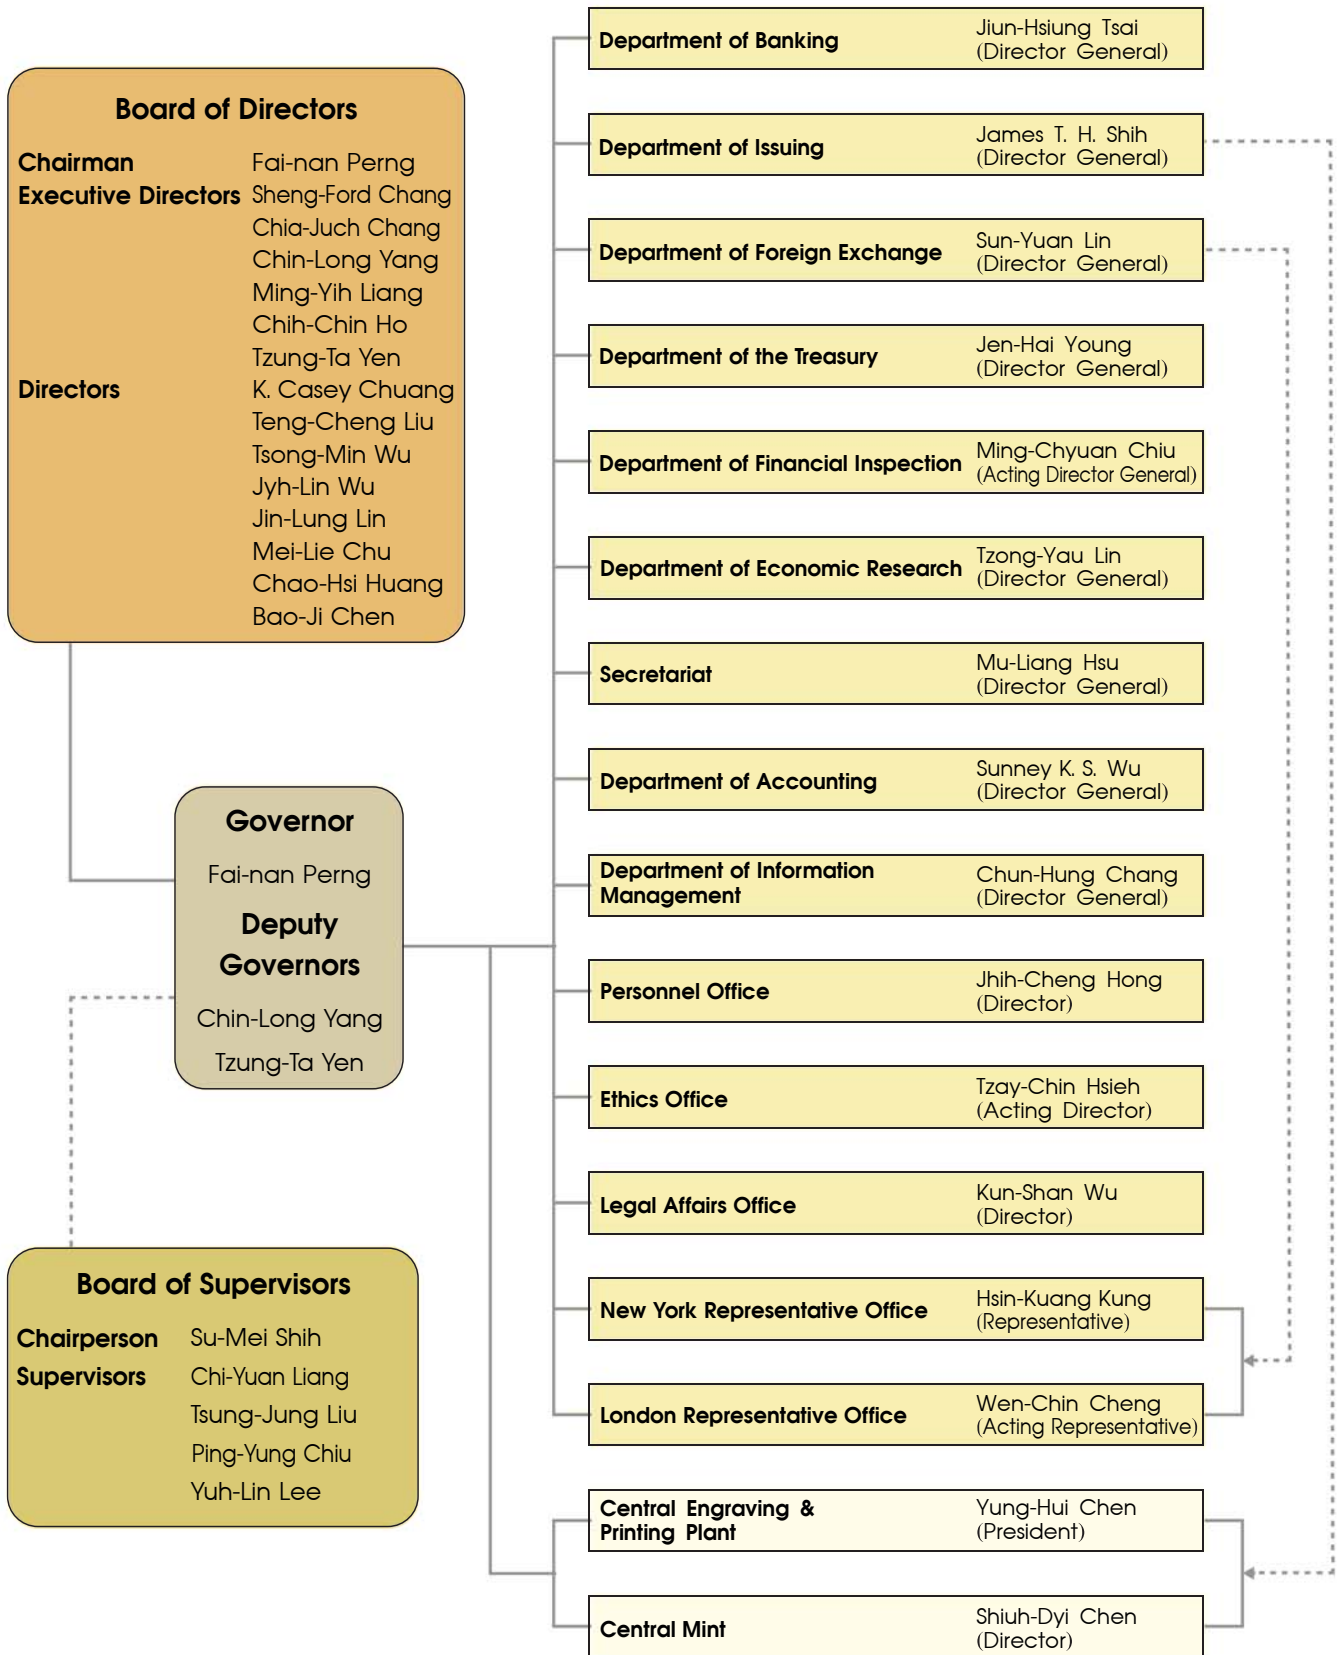 Board of Directors
Chairman Fai-nan Perng
Executive Directors Sheng-Ford Chang
Chia-Juch Chang
Chin-Long Yang
Ming-Yih Liang
Chih-Chin Ho
Tzung-Ta Yen
Directors K. Casey Chuang
Teng-Cheng Liu
Tsong-Min Wu
Jyh-Lin Wu
Jin-Lung Lin
Mei-Lie Chu
Chao-Hsi Huang
Bao-Ji Chen
Governor
Fai-nan Perng
Deputy
Governors
Chin-Long Yang
Tzung-Ta Yen
Board of Supervisors
Chairperson Su-Mei Shih
Supervisors Chi-Yuan Liang
Tsung-Jung Liu
Ping-Yung Chiu
Yuh-Lin Lee
Department of Banking
Jiun-Hsiung Tsai
(Director General)
Department of Issuing
James T. H. Shih
(Director General)
Department of Foreign Exchange
Sun-Yuan Lin
(Director General)
Department of the Treasury
Jen-Hai Young
(Director General)
Department of Financial Inspection
Ming-Chyuan Chiu
(Acting Director General)
Department of Economic Research
Tzong-Yau Lin
(Director General)
Secretariat
Mu-Liang Hsu
(Director General)
Department of Accounting
Sunney K. S. Wu
(Director General)
Department of Information
Management
Chun-Hung Chang
(Director General)
Personnel Office
Jhih-Cheng Hong
(Director)
Ethics Office
Tzay-Chin Hsieh
(Acting Director)
Legal Affairs Office
Kun-Shan Wu
(Director)
New York Representative Office
Hsin-Kuang Kung
(Representative)
London Representative Office
Wen-Chin Cheng
(Acting Representative)
Central Engraving &
Printing Plant
Yung-Hui Chen
(President)
Central Mint
Shiuh-Dyi Chen
(Director)